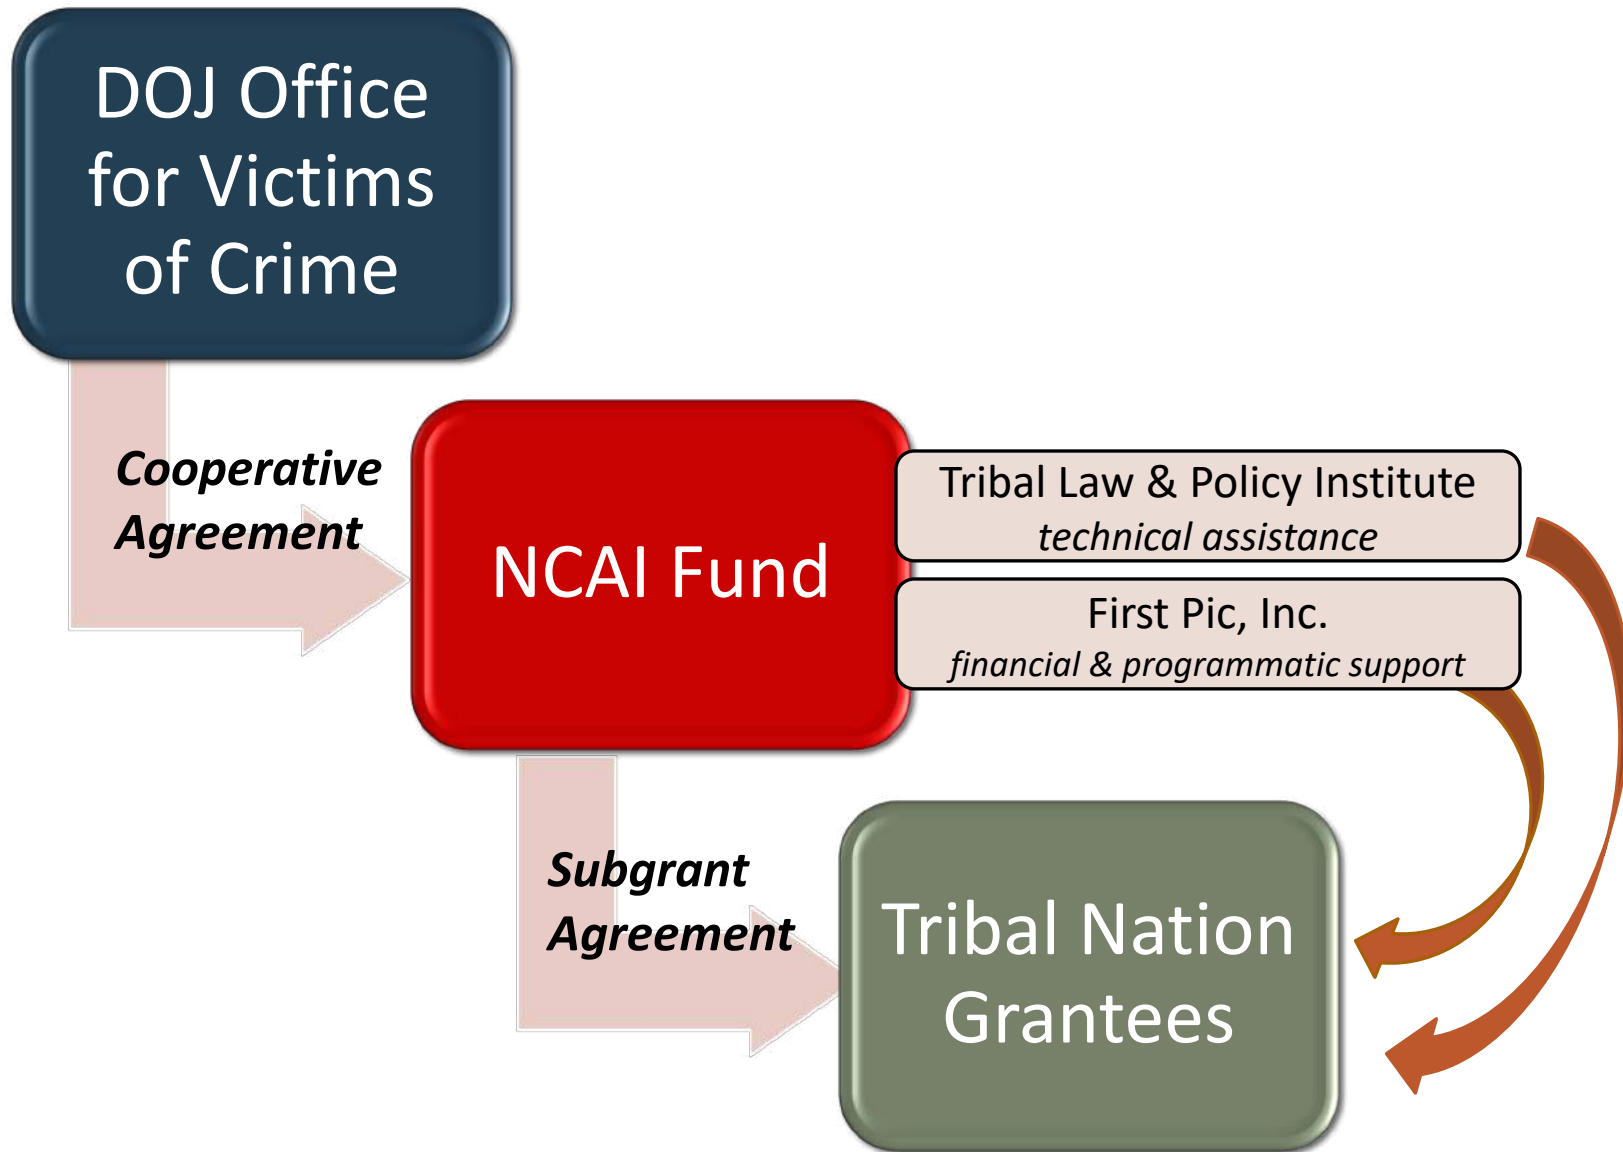 DOJ Office
for Victims
of Crime
Cooperative
Agreement
NCAI Fund
Tribal Law & Policy Institute
technical assistance
First Pic, Inc.
financial & programmatic support
Subgrant
Agreement
Tribal Nation
Grantees